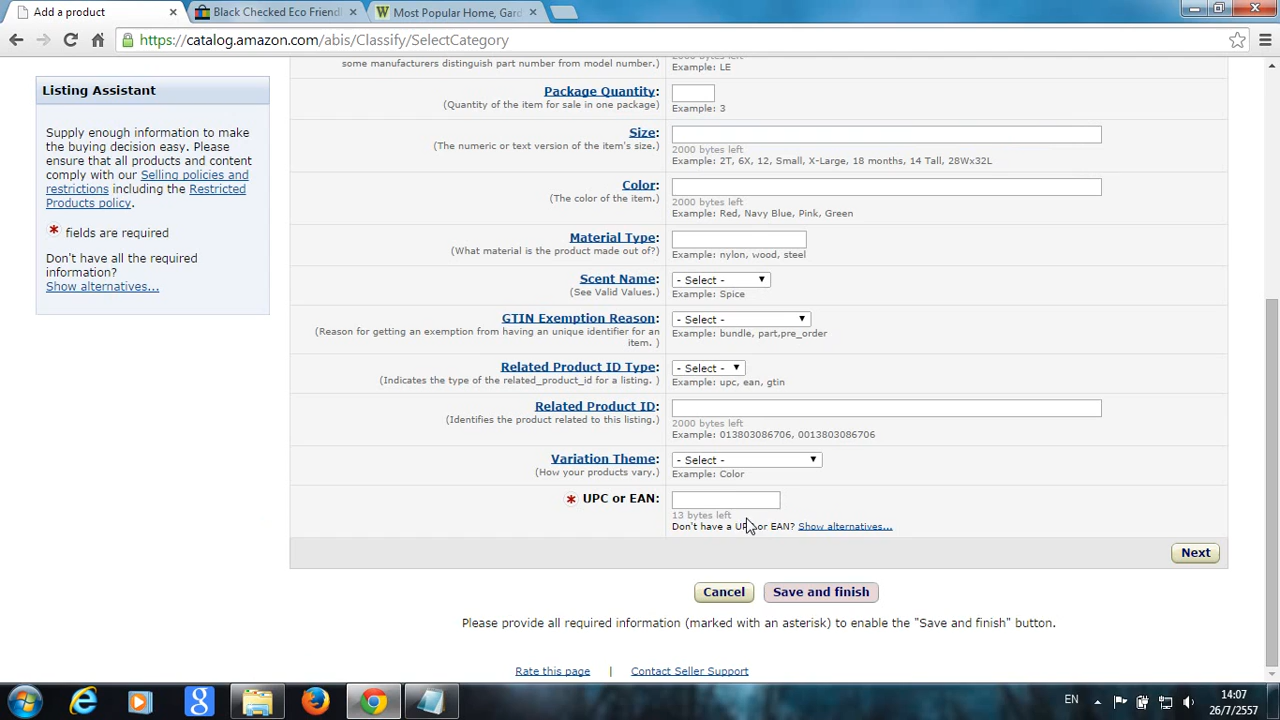 Add a product
Black Checked Eco Friend
Most Popular Home, Gard
https://catalog.amazon.com/abis/Classify/SelectCategory
Listing Assistant
Supply enough information to make
the buying decision easy. Please
ensure that all products and content
comply with our Selling policies and
restrictions including the Restricted
Products policy.
* fields are required
Don't have all the required
information?
Show alternatives...
some manufacturers distinguish part number from model number.)
2000 bytes left
Example: LE
Package Quantity:
(Quantity of the item for sale in one package)
Example: 3
Size:
(The numeric or text version of the item's size.)
2000 bytes left
Example: 2T, 6X, 12, Small, X-Large, 18 months, 14 Tall, 28Wx32L
Color:
(The color of the item.)
2000 bytes left
Example: Red, Navy Blue, Pink, Green
Material Type:
(What material is the product made out of?)
Example: nylon, wood, steel
Scent Name:
(See Valid Values.)
- Select -
Example: Spice
GTIN Exemption Reason:
(Reason for getting an exemption from having an unique identifier for an
item. )
- Select -
Example: bundle, part,pre_order
Related Product ID Type:
(Indicates the type of the related_product_id for a listing. )
- Select -
Example: upc, ean, gtin
Related Product ID:
(Identifies the product related to this listing.)
2000 bytes left
Example: 013803086706, 0013803086706
Variation Theme:
(How your products vary.)
- Select -
Example: Color
* UPC or EAN:
13 bytes left
Don't have a UPC or EAN? Show alternatives...
Next
Cancel
Save and finish
Please provide all required information (marked with an asterisk) to enable the "Save and finish" button.
Rate this page | Contact Seller Support
EN
14:07
26/7/2557